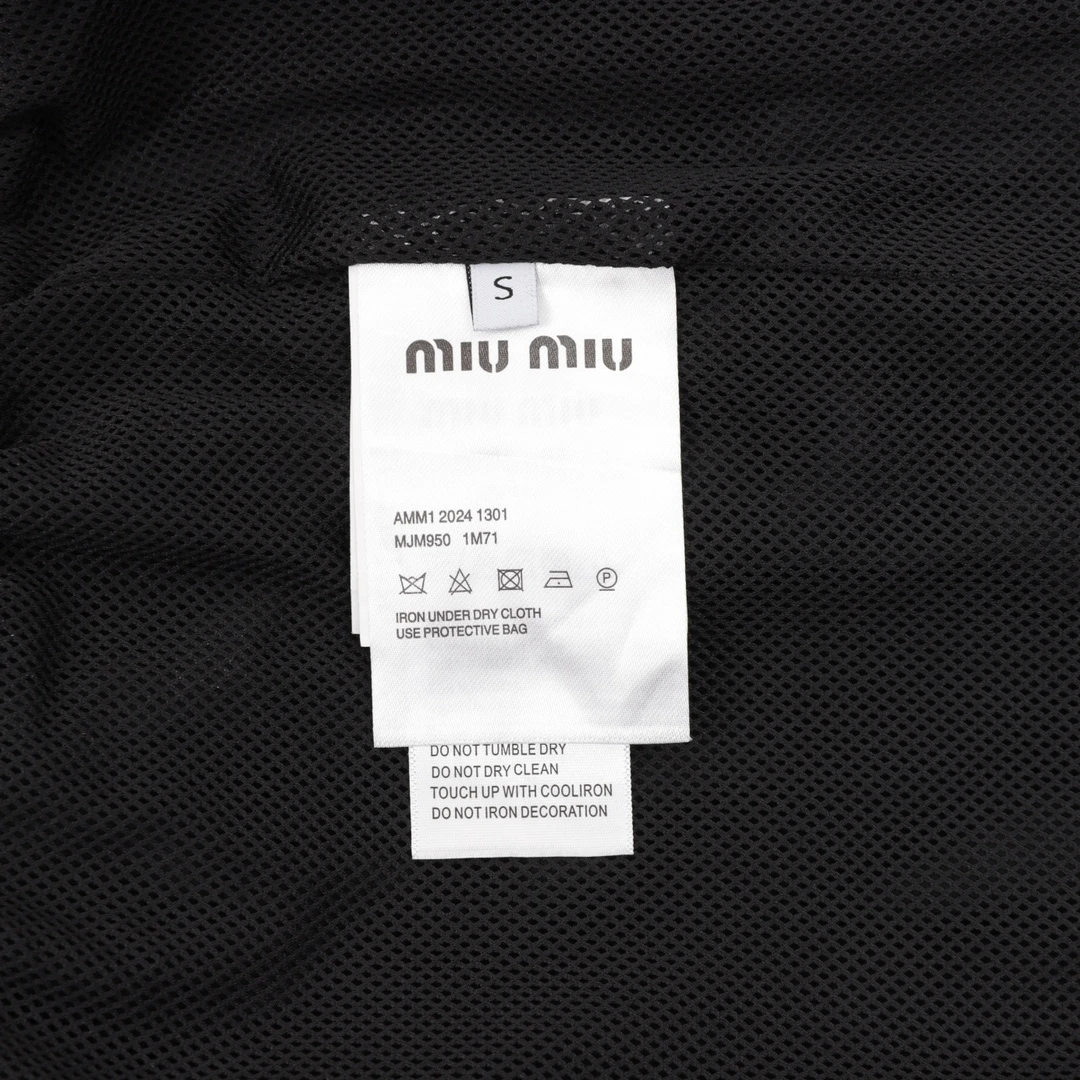 S
MIU MIU
AMM1 2024 1301
MJM950 1M71
P
IRON UNDER DRY CLOTH
USE PROTECTIVE BAG
DO NOT TUMBLE DRY
DO NOT DRY CLEAN
TOUCH UP WITH COOLIRON
DO NOT IRON DECORATION